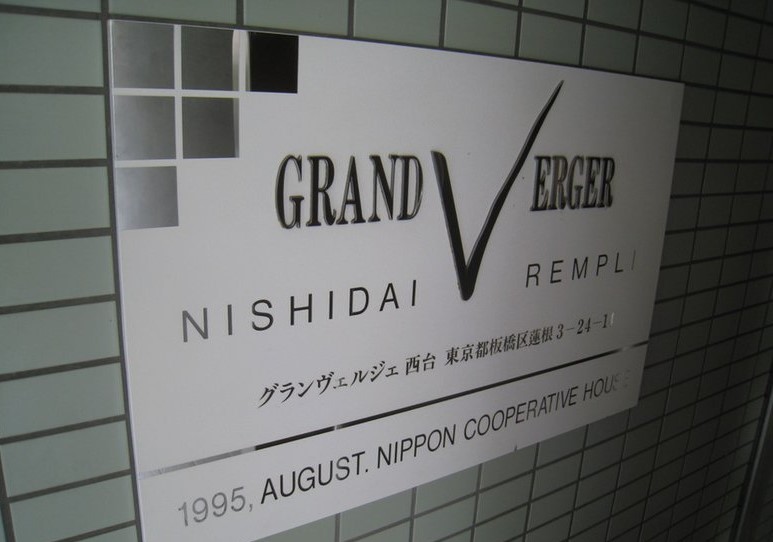 GRAND VERGER
NISHIDAI REMPLI
グランヴェルジェ 西台 東京都板橋区蓮根3-24-1
1995, AUGUST. NIPPON COOPERATIVE HOUSE